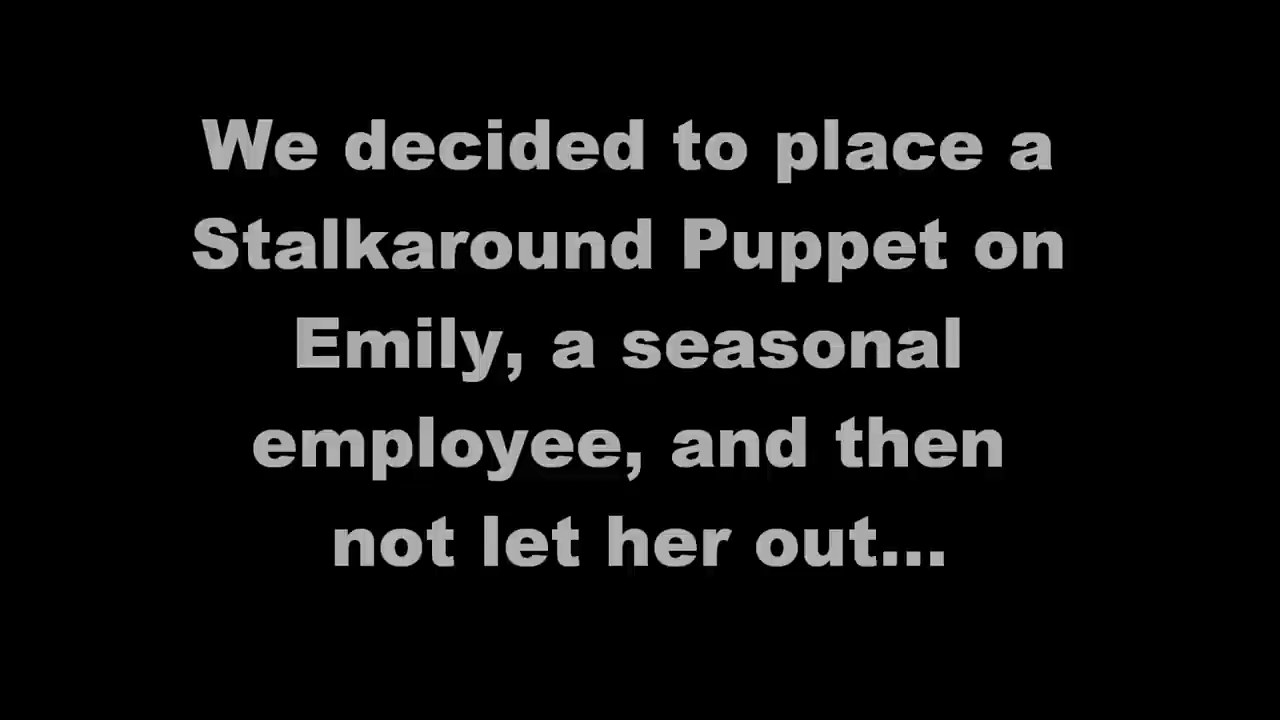 We decided to place a
Stalkaround Puppet on
Emily, a seasonal
employee, and then
not let her out...